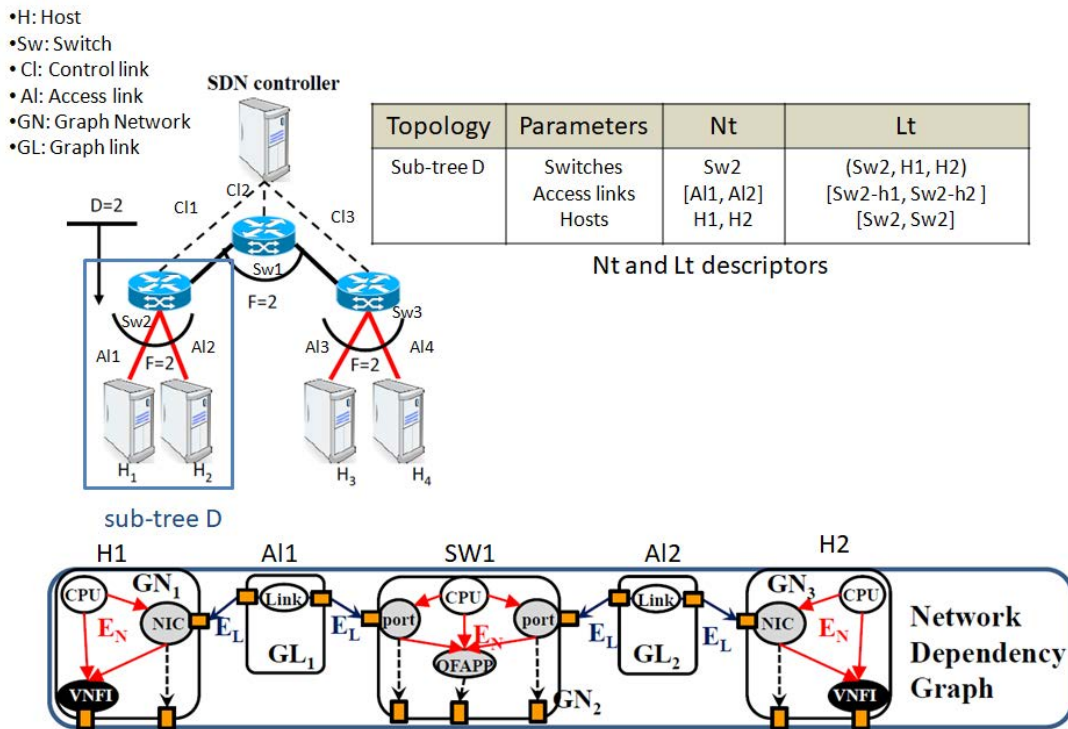 •H: Host
•Sw: Switch
• Cl: Control link
• Al: Access link
•GN: Graph Network
•GL: Graph link
SDN controller
Cl1
Cl2
Cl3
D=2
Sw1
F=2
Sw2
Sw3
Al1
F=2
Al2
Al3
F=2
Al4
H1
H2
H3
H4
sub-tree D
Topology Parameters Nt Lt
Sub-tree D Switches Sw2 (Sw2, H1, H2)
Access links [Al1, Al2] [Sw2-h1, Sw2-h2 ]
Hosts H1, H2 [Sw2, Sw2]
Nt and Lt descriptors
H1 Al1 SW1 Al2 H2
CPU GN1 NIC EN VNFI
EL Link GL1 EL
port CPU port EN OFAPP GN2
EL Link GL2 EL
GN3 CPU NIC EN VNFI
Network
Dependency
Graph